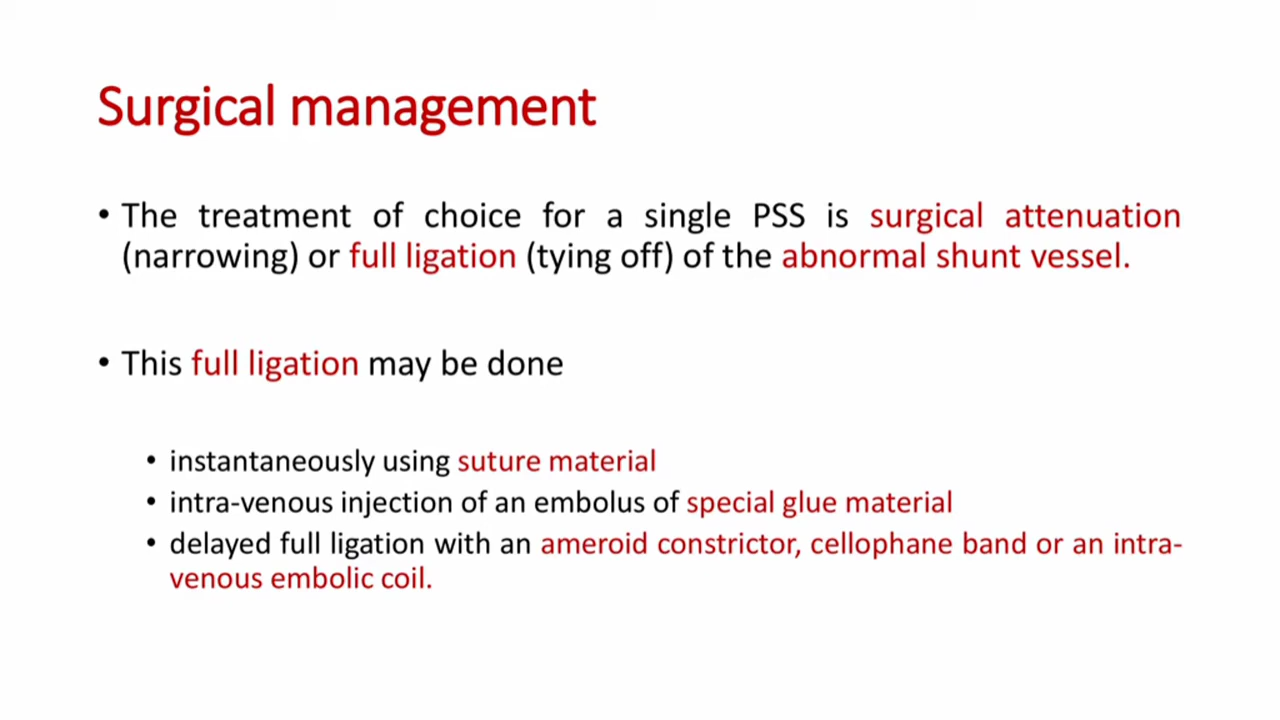 Surgical management
• The treatment of choice for a single PSS is surgical attenuation
(narrowing) or full ligation (tying off) of the abnormal shunt vessel.
• This full ligation may be done
• instantaneously using suture material
• intra-venous injection of an embolus of special glue material
• delayed full ligation with an ameroid constrictor, cellophane band or an intra-
venous embolic coil.